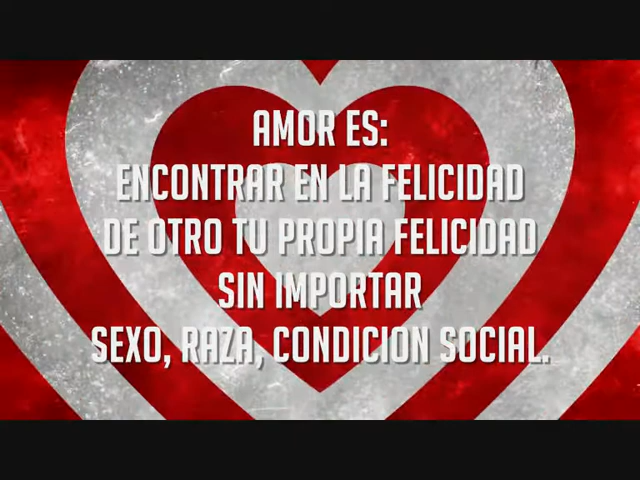 AMOR ES:
ENCONTRAR EN LA FELICIDAD
DE OTRO TU PROPIA FELICIDAD
SIN IMPORTAR
SEXO, RAZA, CONDICION SOCIAL.